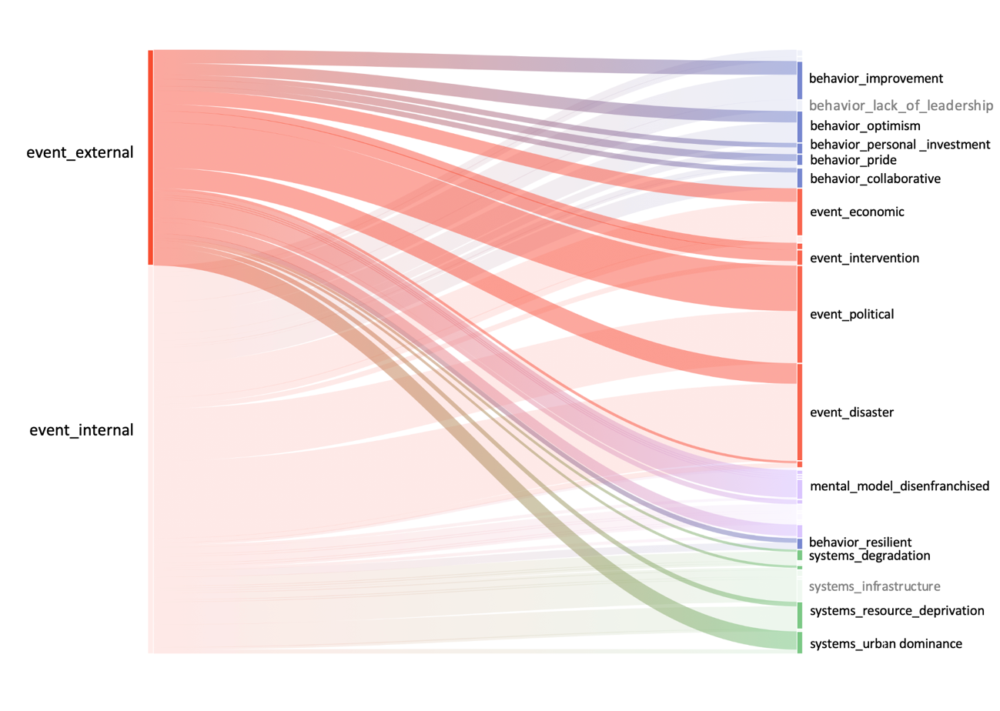 event_external
event_internal
behavior_improvement
behavior_lack_of_leadership
behavior_optimism
behavior_personal _investment
behavior_pride
behavior_collaborative
event_economic
event_intervention
event_political
event_disaster
mental_model_disenfranchised
behavior_resilient
systems_degradation
systems_infrastructure
systems_resource_deprivation
systems_urban dominance